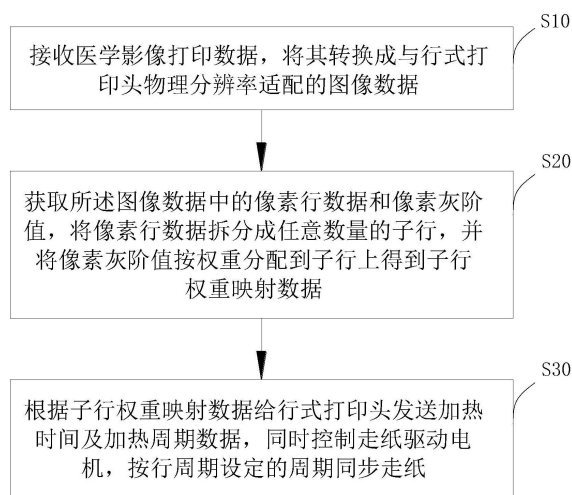 S10
接收医学影像打印数据，将其转换成与行式打
印头物理分辨率适配的图像数据
S20
获取所述图像数据中的像素行数据和像素灰阶
值，将像素行数据拆分成任意数量的子行，并
将像素灰阶值按权重分配到子行上得到子行
权重映射数据
S30
根据子行权重映射数据给行式打印头发送加热
时间及加热周期数据，同时控制走纸驱动电
机，按行周期设定的周期同步走纸